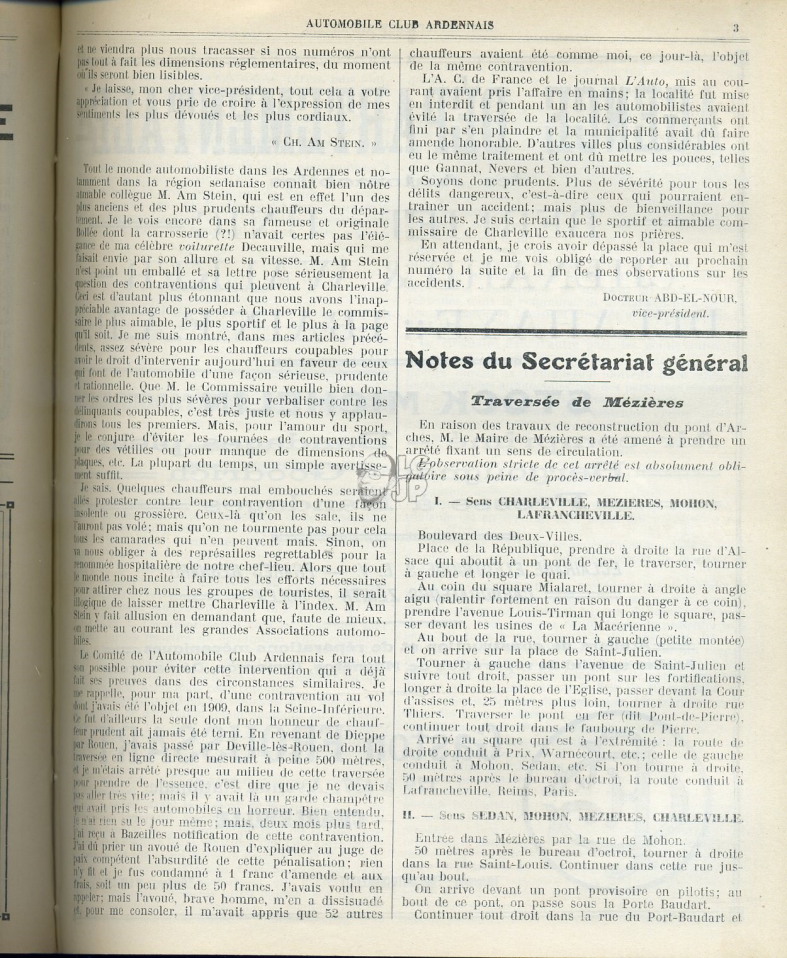 AUTOMOBILE CLUB ARDENNAIS
3
et ne viendra plus nous tracasser si nos numéros n'ont
pas tout à fait les dimensions réglementaires, du moment
où ils seront bien lisibles.
« Je laisse, mon cher vice-président, tout cela à votre
appréciation et vous prie de croire à l'expression de mes
sentiments les plus dévoués et les plus cordiaux.
« CH. AM STEIN. »
Tout le monde automobiliste dans les Ardennes et no-
tamment dans la région sedanaise connait bien nôtre
aimable collègue M. Am Stein, qui est en effet l'un des
plus anciens et des plus prudents chauffeurs du dépar-
tement. Je le vois encore dans sa fameuse et originale
dont la carrosserie (?!) n'avait certes pas l'élé-
gance de ma célèbre voiturette Decauville, mais qui me
faisait envie par son allure et sa vitesse. M. Am Stein
n'est point un emballé et sa lettre pose sérieusement la
question des contraventions qui pleuvent à Charleville.
Ceci est d'autant plus étonnant que nous avons l'inap-
préciable avantage de posséder à Charleville le commis-
saire le plus aimable, le plus sportif et le plus à la page
qu'il soit. Je me suis montré, dans mes articles précé-
dents, assez sévère pour les chauffeurs coupables pour
avoir le droit d'intervenir aujourd'hui en faveur de ceux
qui font de l'automobile d'une façon sérieuse, prudente
et rationnelle. Que M. le Commissaire veuille bien don-
ner les ordres les plus sévères pour verbaliser contre les
délinquants coupables, c'est très juste et nous y applau-
dirons tous les premiers. Mais, pour l'amour du sport,
je le conjure d'éviter les fournées de contraventions
pour des vétilles ou pour manque de dimensions de
plaques, etc. La plupart du temps, un simple avertisse-
ment suffit.
Je sais. Quelques chauffeurs mal embouchés seraient
allés protester contre leur contravention d'une façon
insolente ou grossière. Ceux-là qu'on les sale, ils ne
l'auront pas volé; mais qu'on ne tourmente pas pour cela
tous les camarades qui n'en peuvent mais. Sinon, on
va nous obliger à des représailles regrettables pour la
renommée hospitalière de notre chef-lieu. Alors que tout
le monde nous incite à faire tous les efforts nécessaires
pour attirer chez nous les groupes de touristes, il serait
illogique de laisser mettre Charleville à l'index. M. Am
Stein y fait allusion en demandant que, faute de mieux,
on mette au courant les grandes Associations automo-
biles.
Le Comité de l'Automobile Club Ardennais fera tout
son possible pour éviter cette intervention qui a déjà
fait ses preuves dans des circonstances similaires. Je
me rappelle, pour ma part, d'une contravention au vol
dont j'avais été l'objet en 1909, dans la Seine-Inférieure.
Ce fut d'ailleurs la seule dont mon honneur de chauf-
feur prudent ait jamais été terni. En revenant de Dieppe
par Rouen, j'avais passé par Deville-lès-Rouen, dont la
traversée en ligne directe mesurait à peine 500 mètres,
et je m'étais arrêté presque au milieu de cette traversée
pour prendre de l'essence, c'est dire que je ne devais
pas aller très vite; mais il y avait là un garde champêtre
qui avait pris les automobiles en horreur. Bien entendu,
je n'ai rien su le jour même; mais, deux mois plus tard,
j'ai reçu à Bazeilles notification de cette contravention.
J'ai dû prier un avoué de Rouen d'expliquer au juge de
paix compétent l'absurdité de cette pénalisation; rien
n'y fit et je fus condamné à 1 franc d'amende et aux
frais, soit un peu plus de 50 francs. J'avais voulu en
appeler; mais l'avoué, brave homme, m'en a dissisuadé
et, pour me consoler, il m'avait appris que 52 autres
chauffeurs avaient été comme moi, ce jour-là, l'objet
de la même contravention.
L'A. C. de France et le journal L'Auto, mis au cou-
rant avaient pris l'affaire en mains; la localité fut mise
en interdit et pendant un an les automobilistes avaient
évité la traversée de la localité. Les commerçants ont
fini par s'en plaindre et la municipalité avait dû faire
amende honorable. D'autres villes plus considérables ont
eu le même traitement et ont dû mettre les pouces, telles
que Gannat, Nevers et bien d'autres.
Soyons donc prudents. Plus de sévérité pour tous les
délits dangereux, c'est-à-dire ceux qui pourraient en-
traîner un accident; mais plus de bienveillance pour
les autres. Je suis certain que le sportif et aimable com-
missaire de Charleville exaucera nos prières.
En attendant, je crois avoir dépassé la place qui m'est
réservée et je me vois obligé de reporter au prochain
numéro la suite et la fin de mes observations sur les
accidents.
DOCTEUR ABD-EL-NOUR,
vice-président.
Notes du Secrétariat général
Traversée de Mézières
En raison des travaux de reconstruction du pont d'Ar-
ches, M. le Maire de Mézières a été amené à prendre un
arrêté fixant un sens de circulation.
L'observation stricte de cet arrêté est absolument obli-
gatoire sous peine de procès-verbal.
I. — Sens CHARLEVILLE, MEZIERES, MOHON,
LAFRANCHEVILLE.
Boulevard des Deux-Villes.
Place de la République, prendre à droite la rue d'Al-
sace qui aboutit à un pont de fer, le traverser, tourner
à gauche et longer le quai.
Au coin du square Mialaret, tourner à droite à angle
aigu (ralentir fortement en raison du danger à ce coin),
prendre l'avenue Louis-Tirman qui longe le square, pas-
ser devant les usines de « La Macérienne ».
Au bout de la rue, tourner à gauche (petite montée)
et on arrive sur la place de Saint-Julien.
Tourner à gauche dans l'avenue de Saint-Julien et
suivre tout droit, passer un pont sur les fortifications,
longer à droite la place de l'Eglise, passer devant la Cour
d'assises et, 25 mètres plus loin, tourner à droite rue
Thiers. Traverser le pont en fer (dit Pont-de-Pierre),
continuer tout droit dans le faubourg de Pierre.
Arrivé au square qui est à l'extrémité : la route de
droite conduit à Prix, Warnécourt, etc.; celle de gauche
conduit à Mohon, Sedan, etc. Si l'on tourne à droite,
50 mètres après le bureau d'octroi, la route conduit à
Lafrancheville, Reims, Paris.
II. — Sens SEDAN, MOHON, MEZIERES, CHARLEVILLE.
Entrée dans Mézières par la rue de Mohon.
50 mètres après le bureau d'octroi, tourner à droite
dans la rue Saint-Louis. Continuer dans cette rue jus-
qu'au bout.
On arrive devant un pont provisoire en pilotis; au
bout de ce pont, on passe sous la Porte Baudart.
Continuer tout droit dans la rue du Port-Baudart et